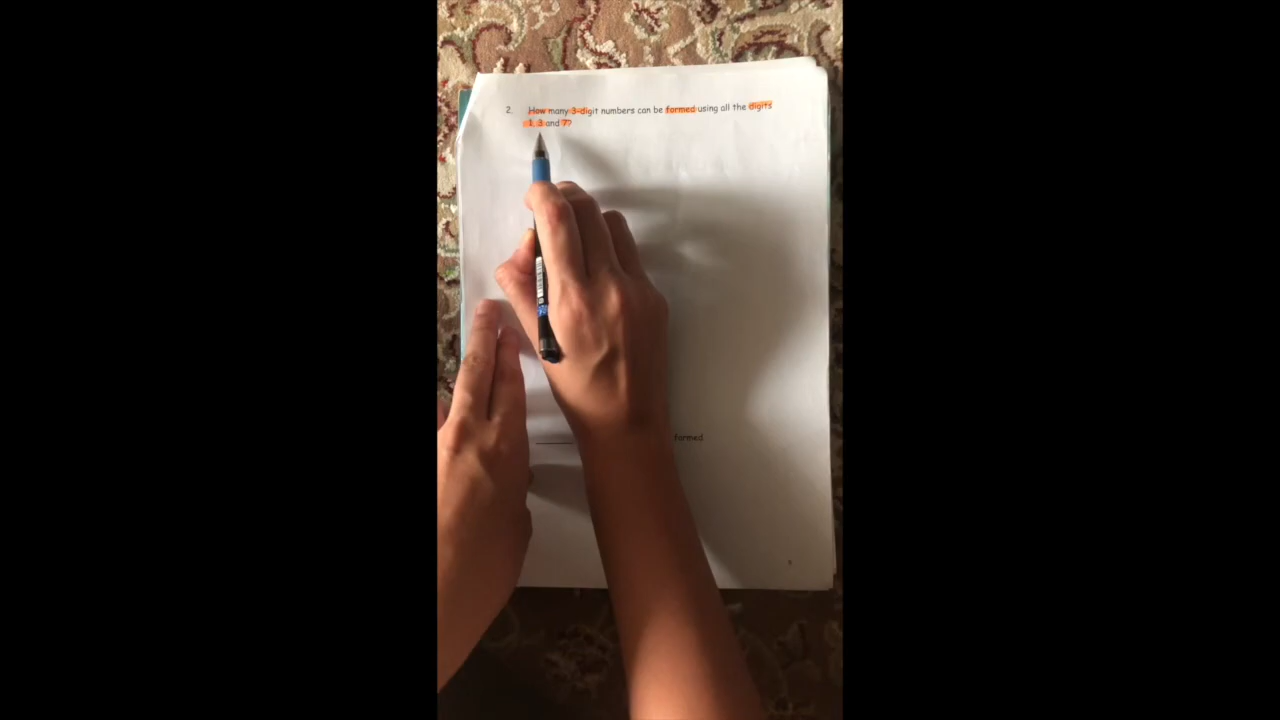 2. How many 3-digit numbers can be formed using all the digits
1, 3 and 7?
formed